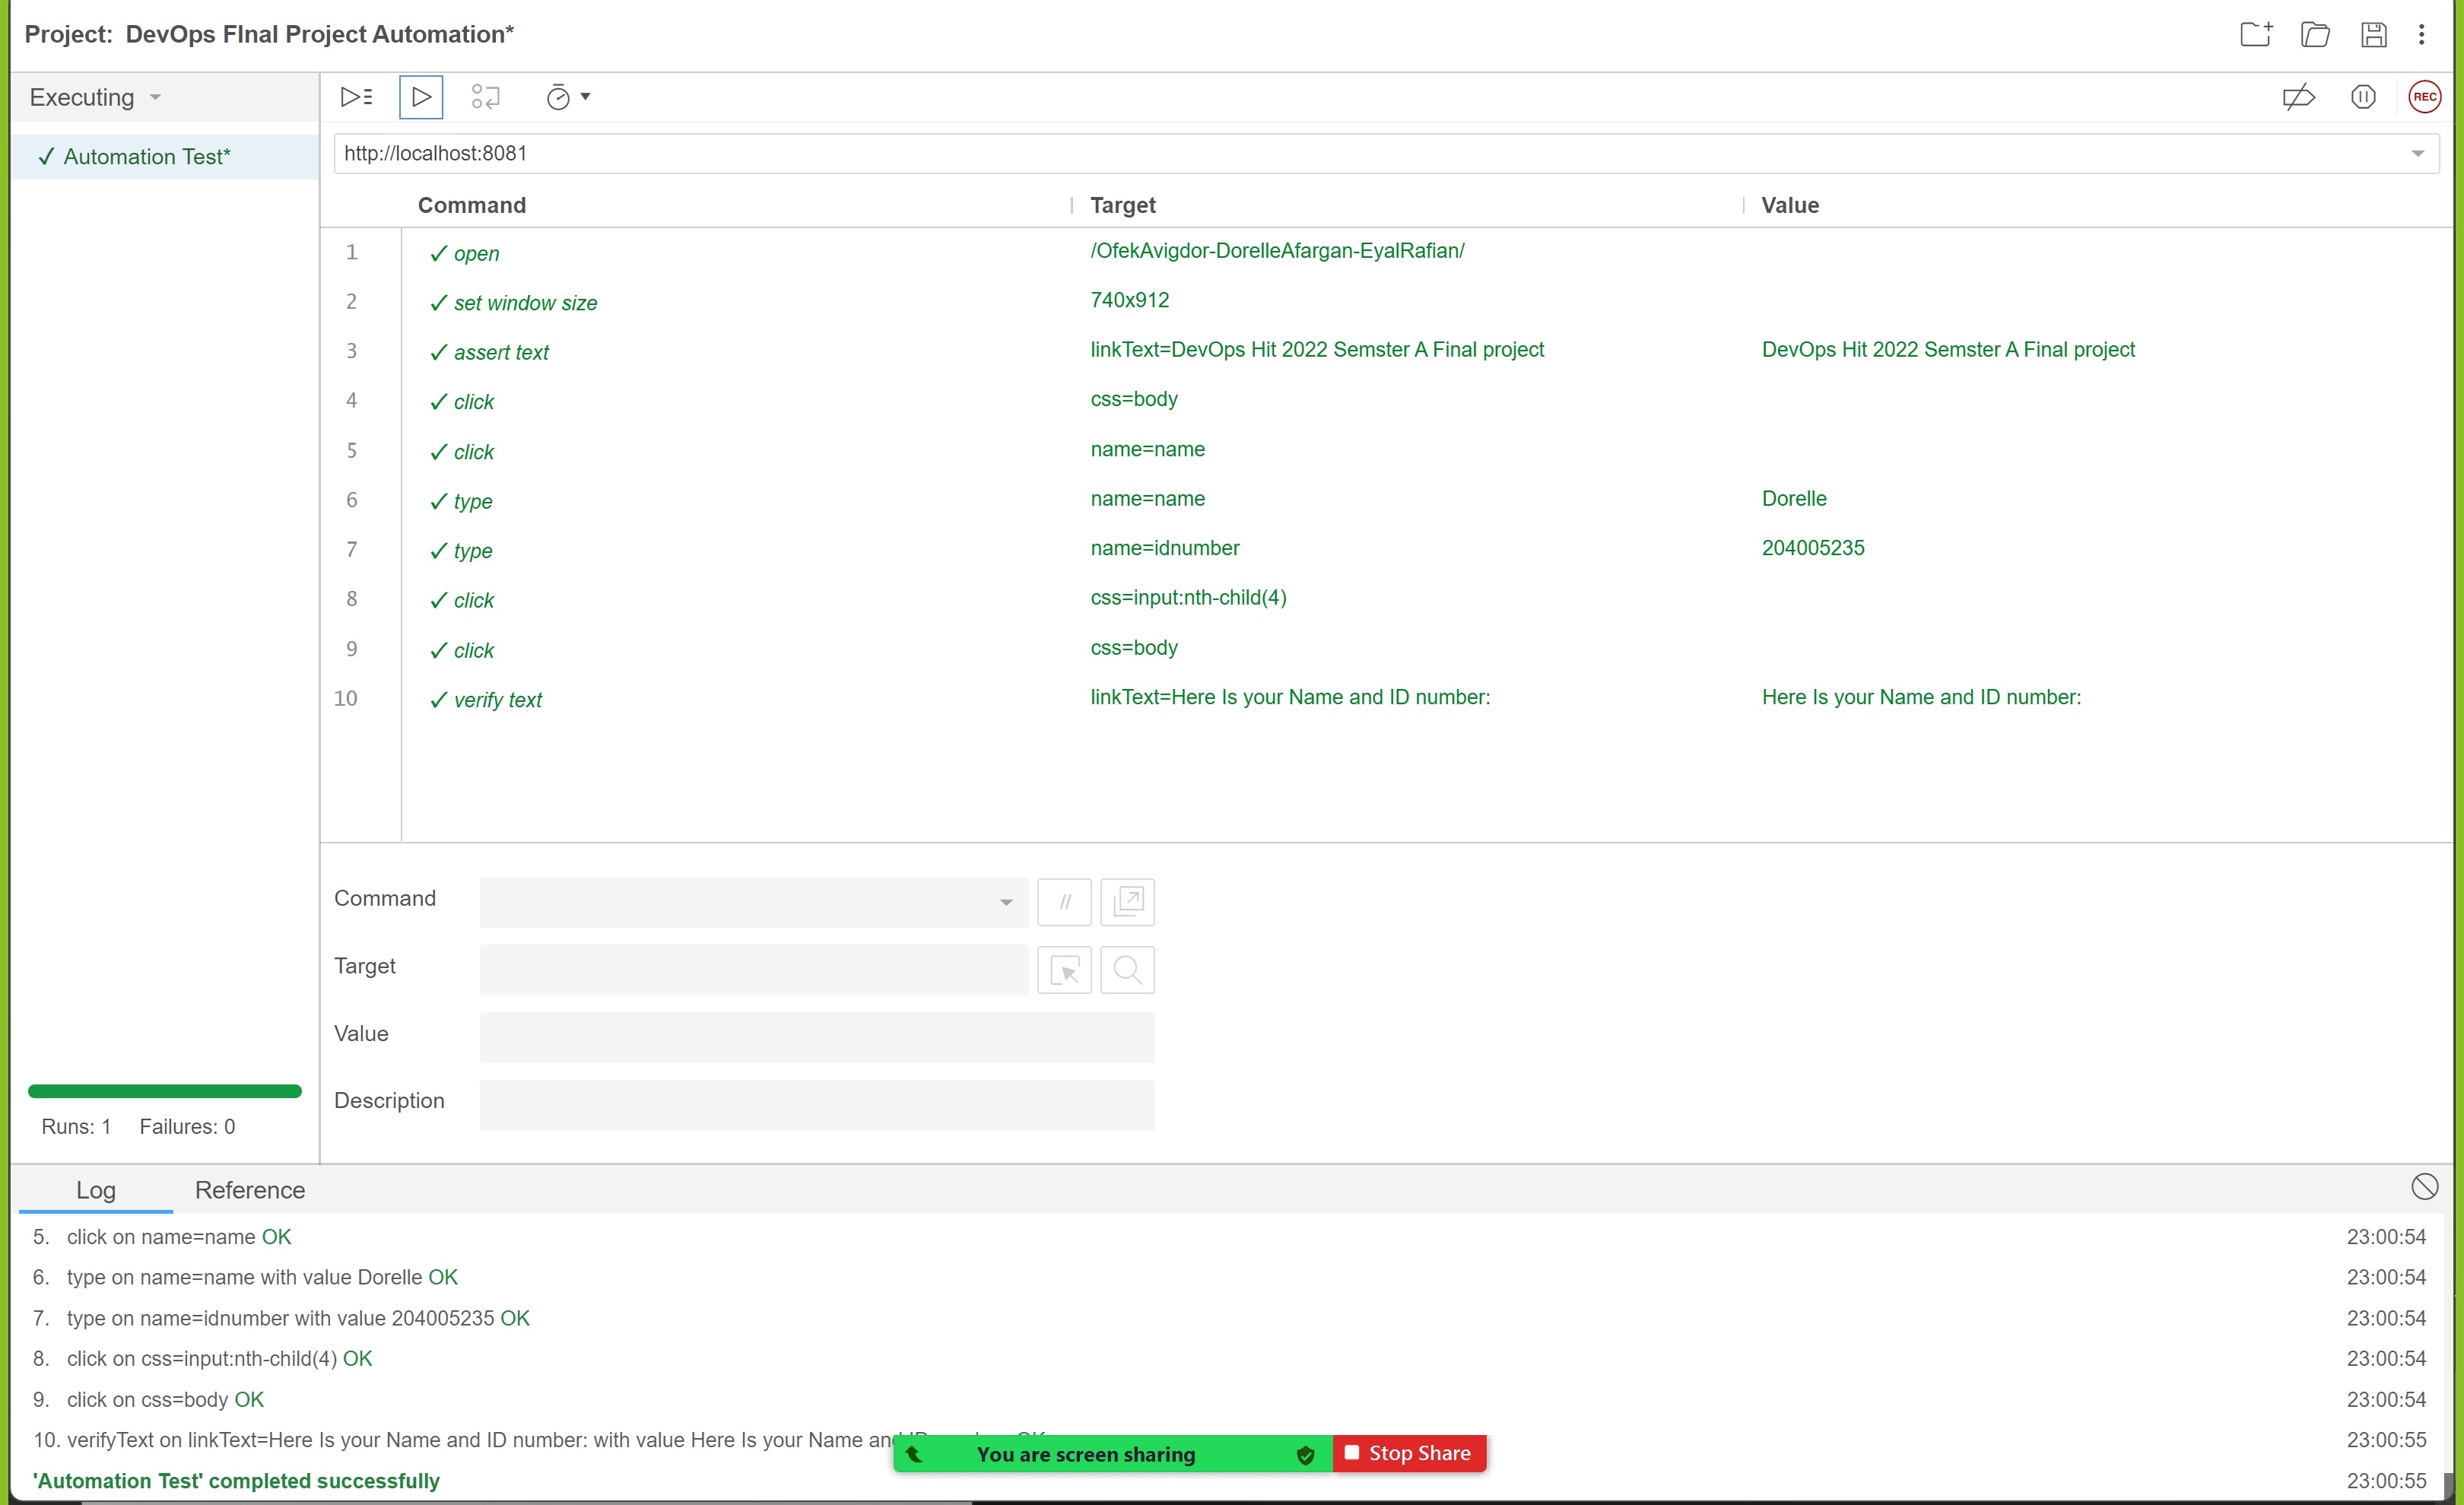 Project: DevOps FInal Project Automation*
Executing
REC
✓ Automation Test*
http://localhost:8081
Command Target Value
1 ✓ open /OfekAvigdor-DorelleAfargan-EyalRafian/
2 ✓ set window size 740x912
3 ✓ assert text linkText=DevOps Hit 2022 Semster A Final project DevOps Hit 2022 Semster A Final project
4 ✓ click css=body
5 ✓ click name=name
6 ✓ type name=name Dorelle
7 ✓ type name=idnumber 204005235
8 ✓ click css=input:nth-child(4)
9 ✓ click css=body
10 ✓ verify text linkText=Here Is your Name and ID number: Here Is your Name and ID number:
Command //
Target
Value
Description
Runs: 1 Failures: 0
Log Reference
5. click on name=name OK 23:00:54
6. type on name=name with value Dorelle OK 23:00:54
7. type on name=idnumber with value 204005235 OK 23:00:54
8. click on css=input:nth-child(4) OK 23:00:54
9. click on css=body OK 23:00:54
10. verifyText on linkText=Here Is your Name and ID number: with value Here Is your Name 23:00:55
You are screen sharing Stop Share
'Automation Test' completed successfully 23:00:55